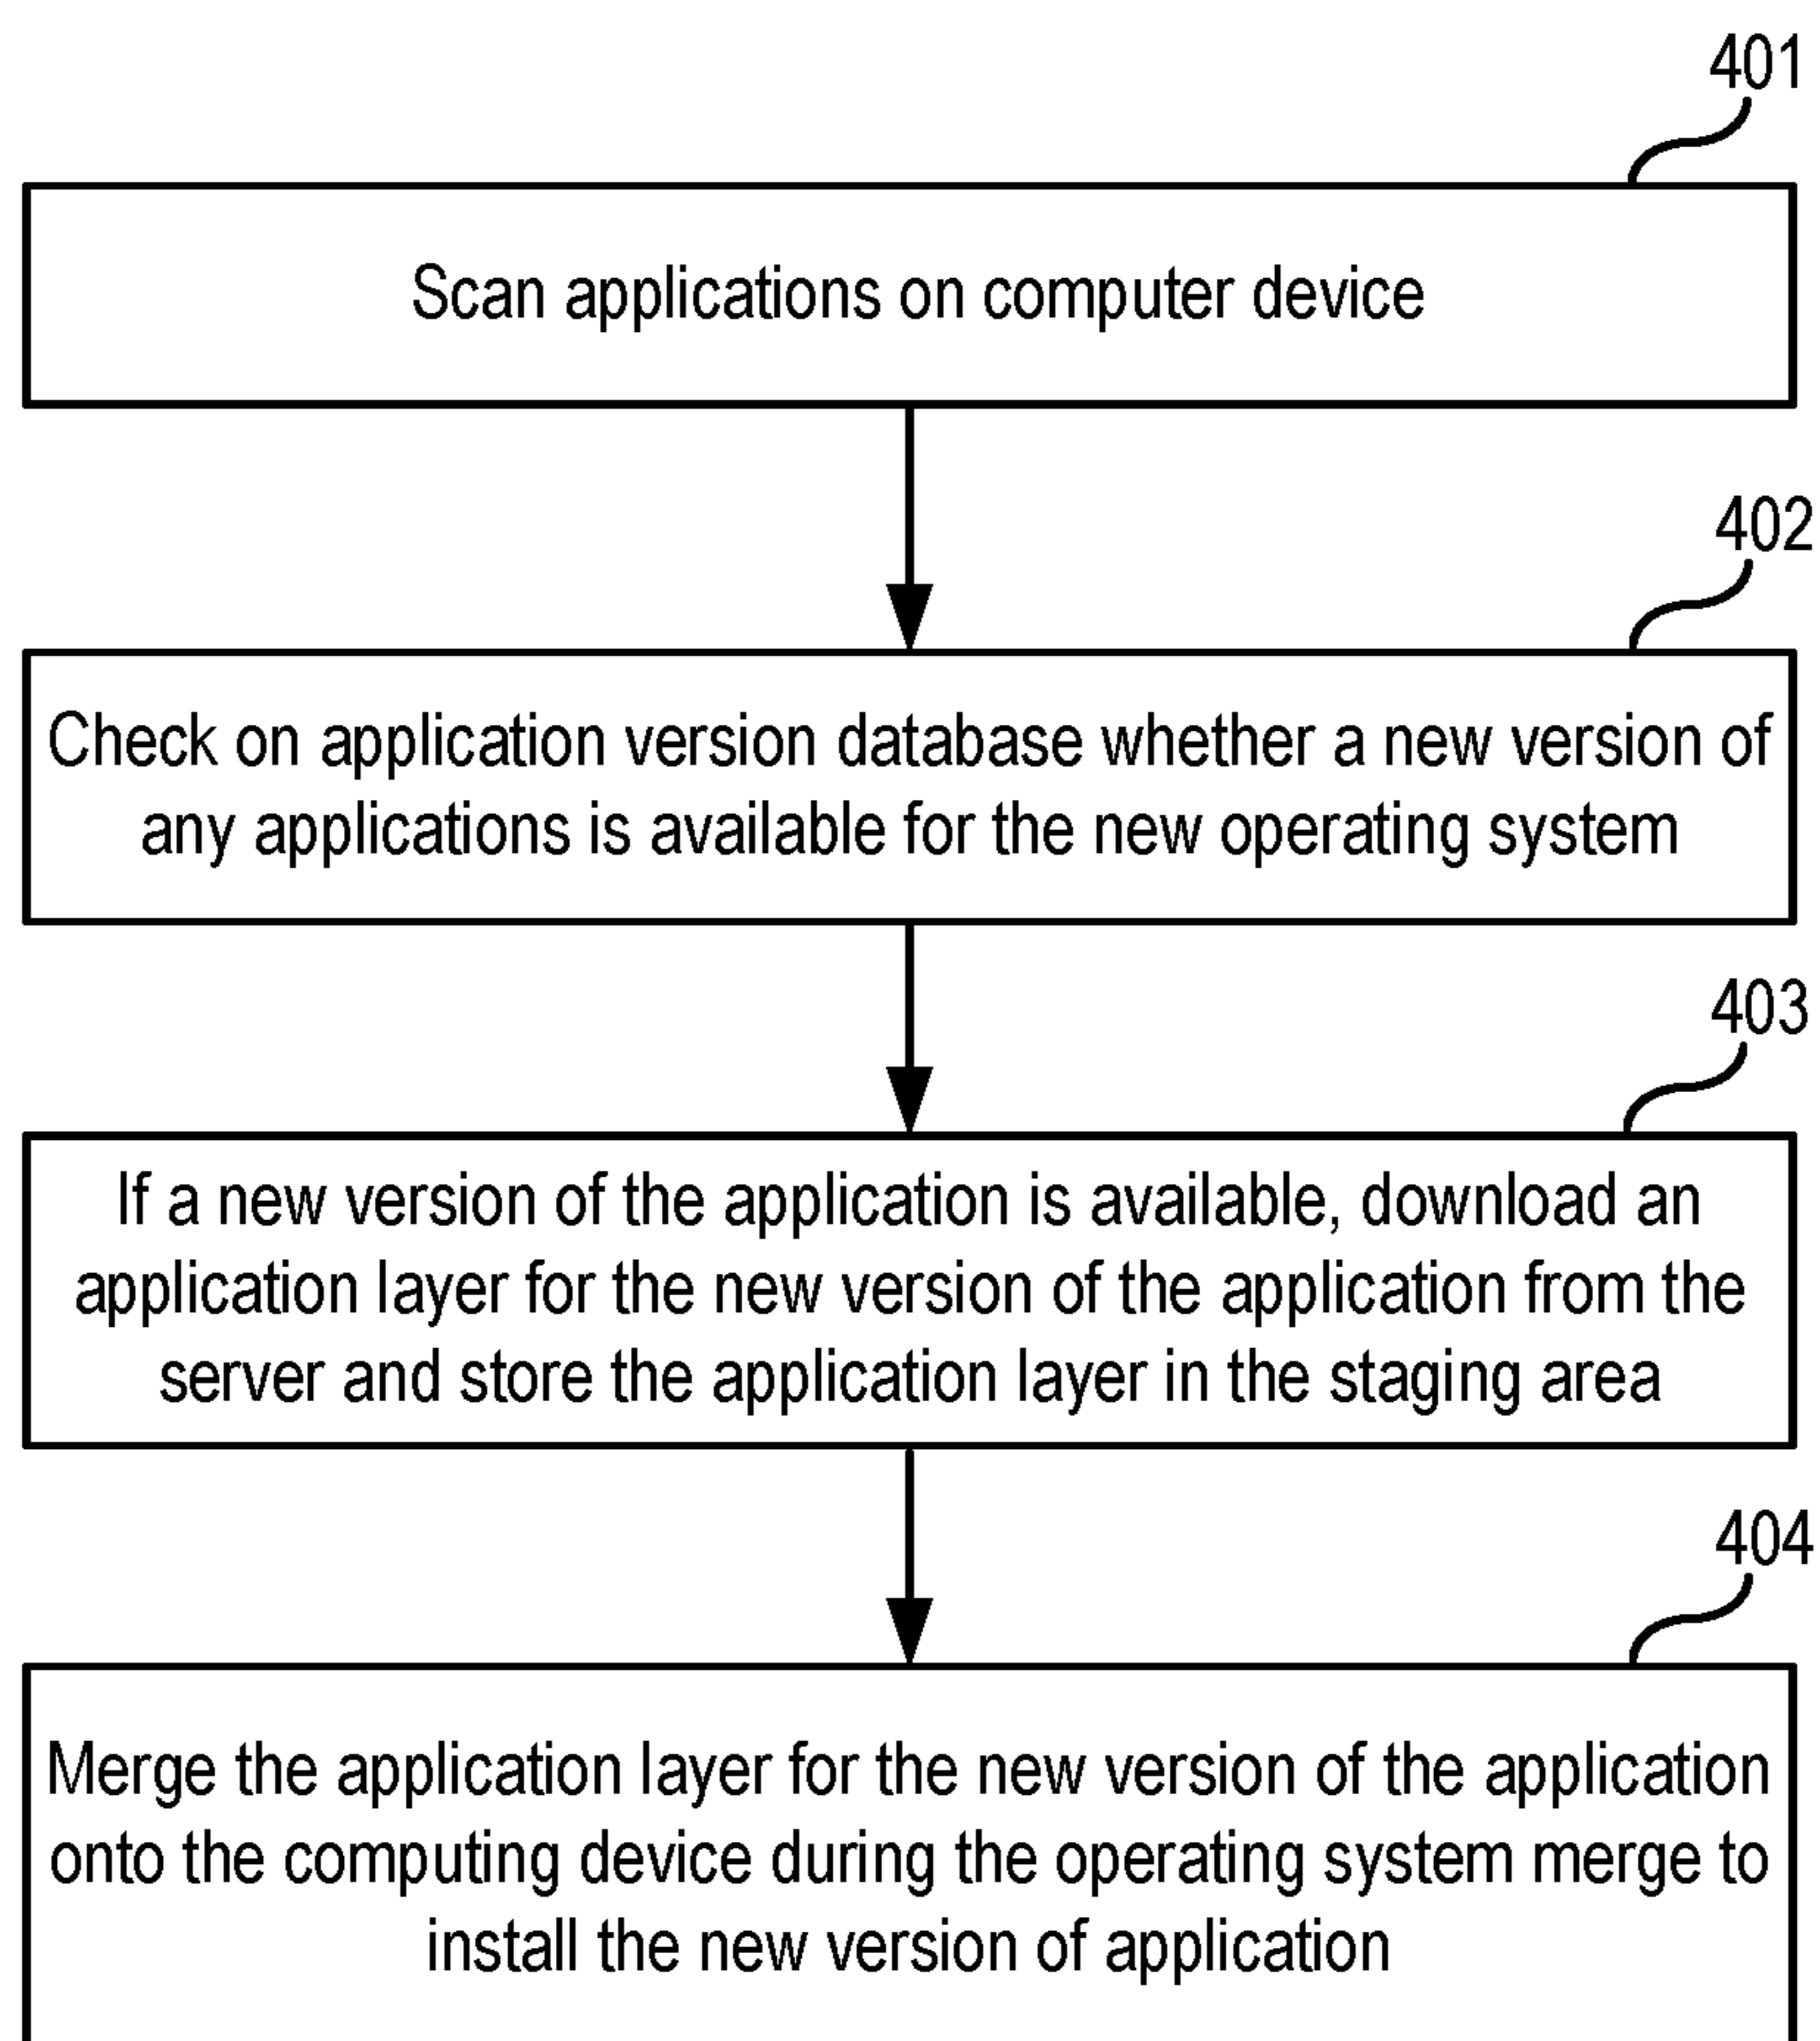 401
Scan applications on computer device
402
Check on application version database whether a new version of
any applications is available for the new operating system
403
If a new version of the application is available, download an
application layer for the new version of the application from the
server and store the application layer in the staging area
404
Merge the application layer for the new version of the application
onto the computing device during the operating system merge to
install the new version of application